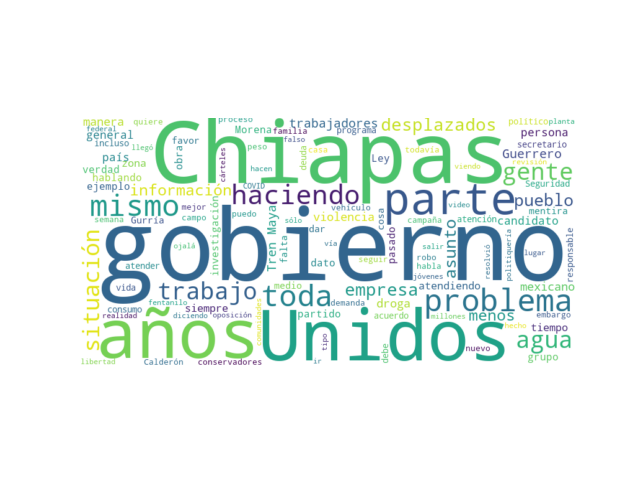 manera
quiere
proceso
trabajadores
desplazados
político
planta
federal
general
incluso
llegó
favor
Morena
familia
programa
persona
Chiapas
falso
obra
peso
deuda
casa
todavía
Ley
Guerrero
secretario
revisión
país
zona
cárteles
gente
verdad
hablando
hacen
viendo
ejemplo
información
COVID
haciendo
parte
Seguridad
pueblo
mismo
mejor
vehículo
cosa
video
mentira
semana
Gurría
campo
puedo
sólo
violencia
campaña
atención
candidato
situación
gobierno
investigación
Tren Maya
dar
pasado
asunto
responsable
ojalá
falta
vía
salir
robo
resolvió
politiquería
lugar
atender
dato
seguir
habla
vida
trabajo
toda
medio
empresa
atendiendo
jóvenes
problema
mexicano
consumo
fentanilo
siempre
demanda
droga
millones
embargo
realidad
diciendo
oposición
comunidades
partido
acuerdo
menos
hecho
tiempo
años
Unidos
agua
tipo
debe
nuevo
grupo
libertad
Calderón
conservadores
ir